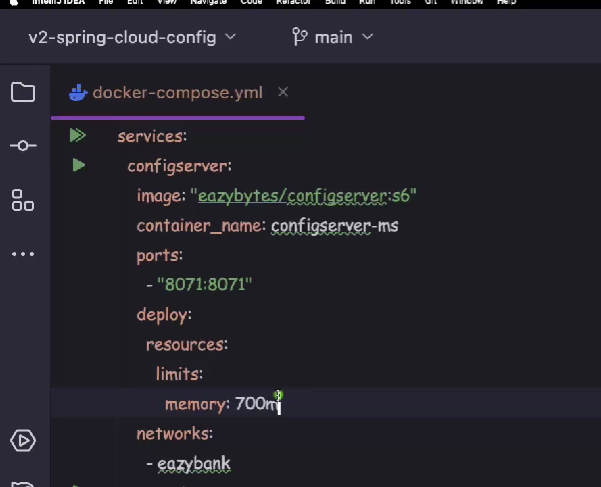 IntelliJ IDEA File Edit View Navigate Code Refactor Build Run Tools Git Window Help
v2-spring-cloud-config main
docker-compose.yml
services:
configserver:
image: "eazybytes/configserver:s6"
container_name: configserver-ms
ports:
- "8071:8071"
deploy:
resources:
limits:
memory: 700m
networks:
- eazybank